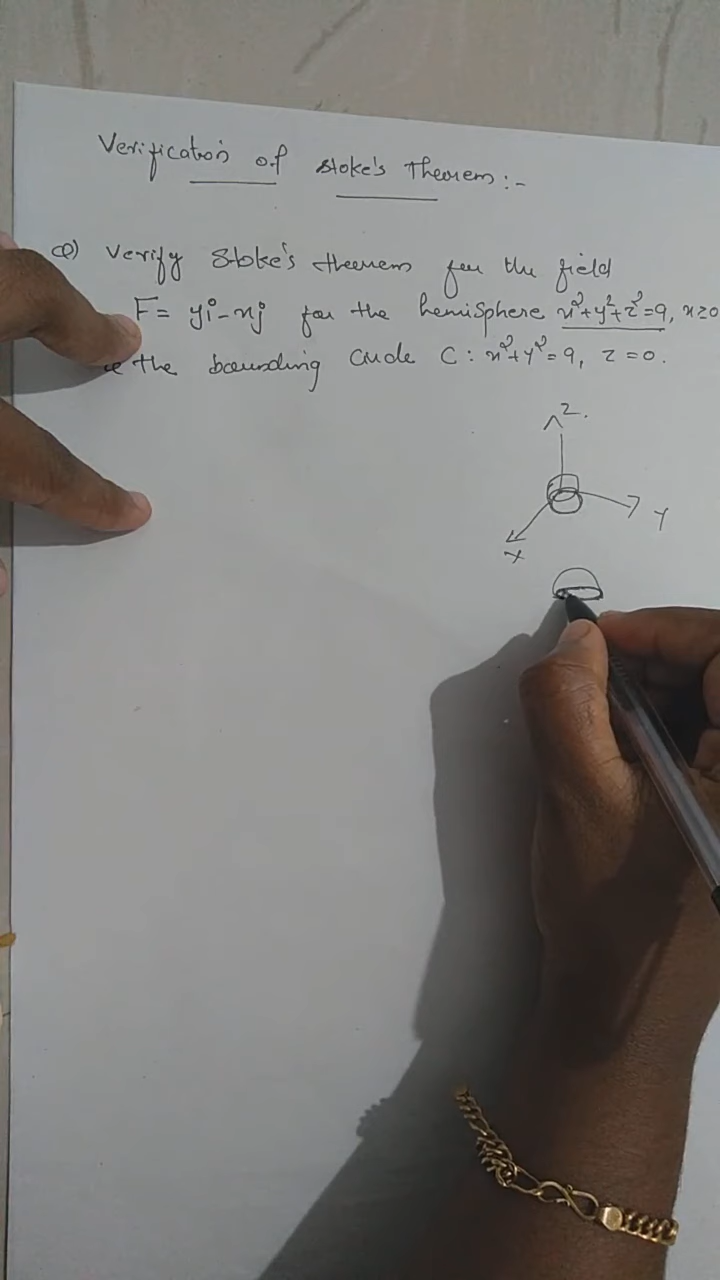 Verification of Stoke's Theorem:-
Q) Verify Stoke's theorem for the field
F = yi - xj for the hemisphere x²+y²+z²=9, x≥0
& the bounding circle C : x²+y²=9, z=0.
Z.
Y
X